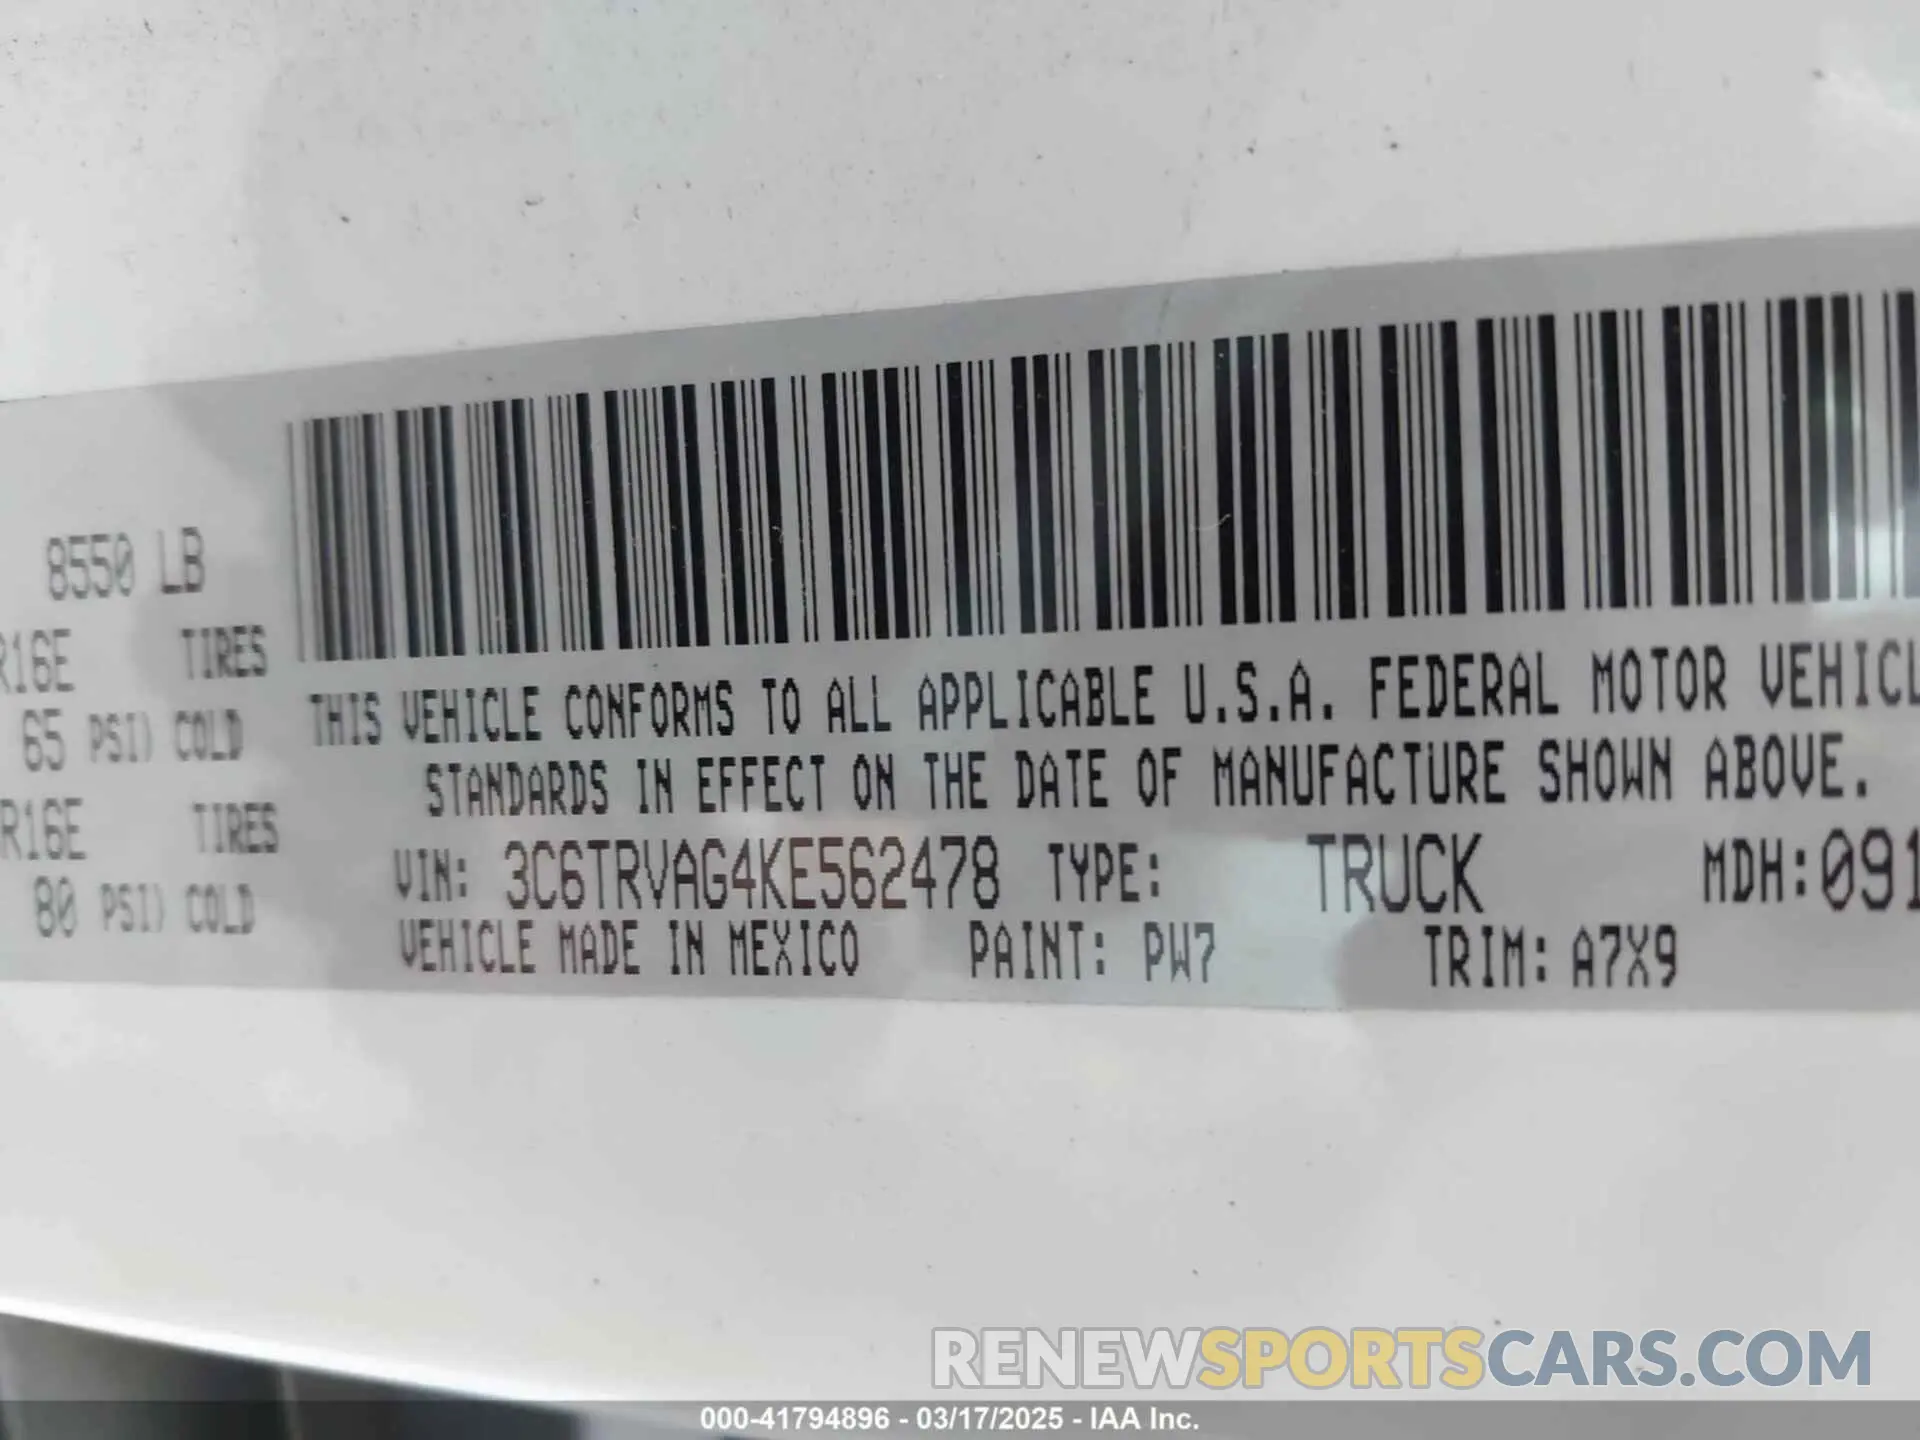 8550 LB
R16E TIRES
65 PSI) COLD
R16E TIRES
80 PSI) COLD
THIS VEHICLE CONFORMS TO ALL APPLICABLE U.S.A. FEDERAL MOTOR VEHICL
STANDARDS IN EFFECT ON THE DATE OF MANUFACTURE SHOWN ABOVE.
VIN: 3C6TRVAG4KE562478 TYPE: TRUCK MDH:091
VEHICLE MADE IN MEXICO PAINT: PW7 TRIM: A7X9
RENEWSPORTSCARS.COM
000-41794896 - 03/17/2025 - IAA Inc.